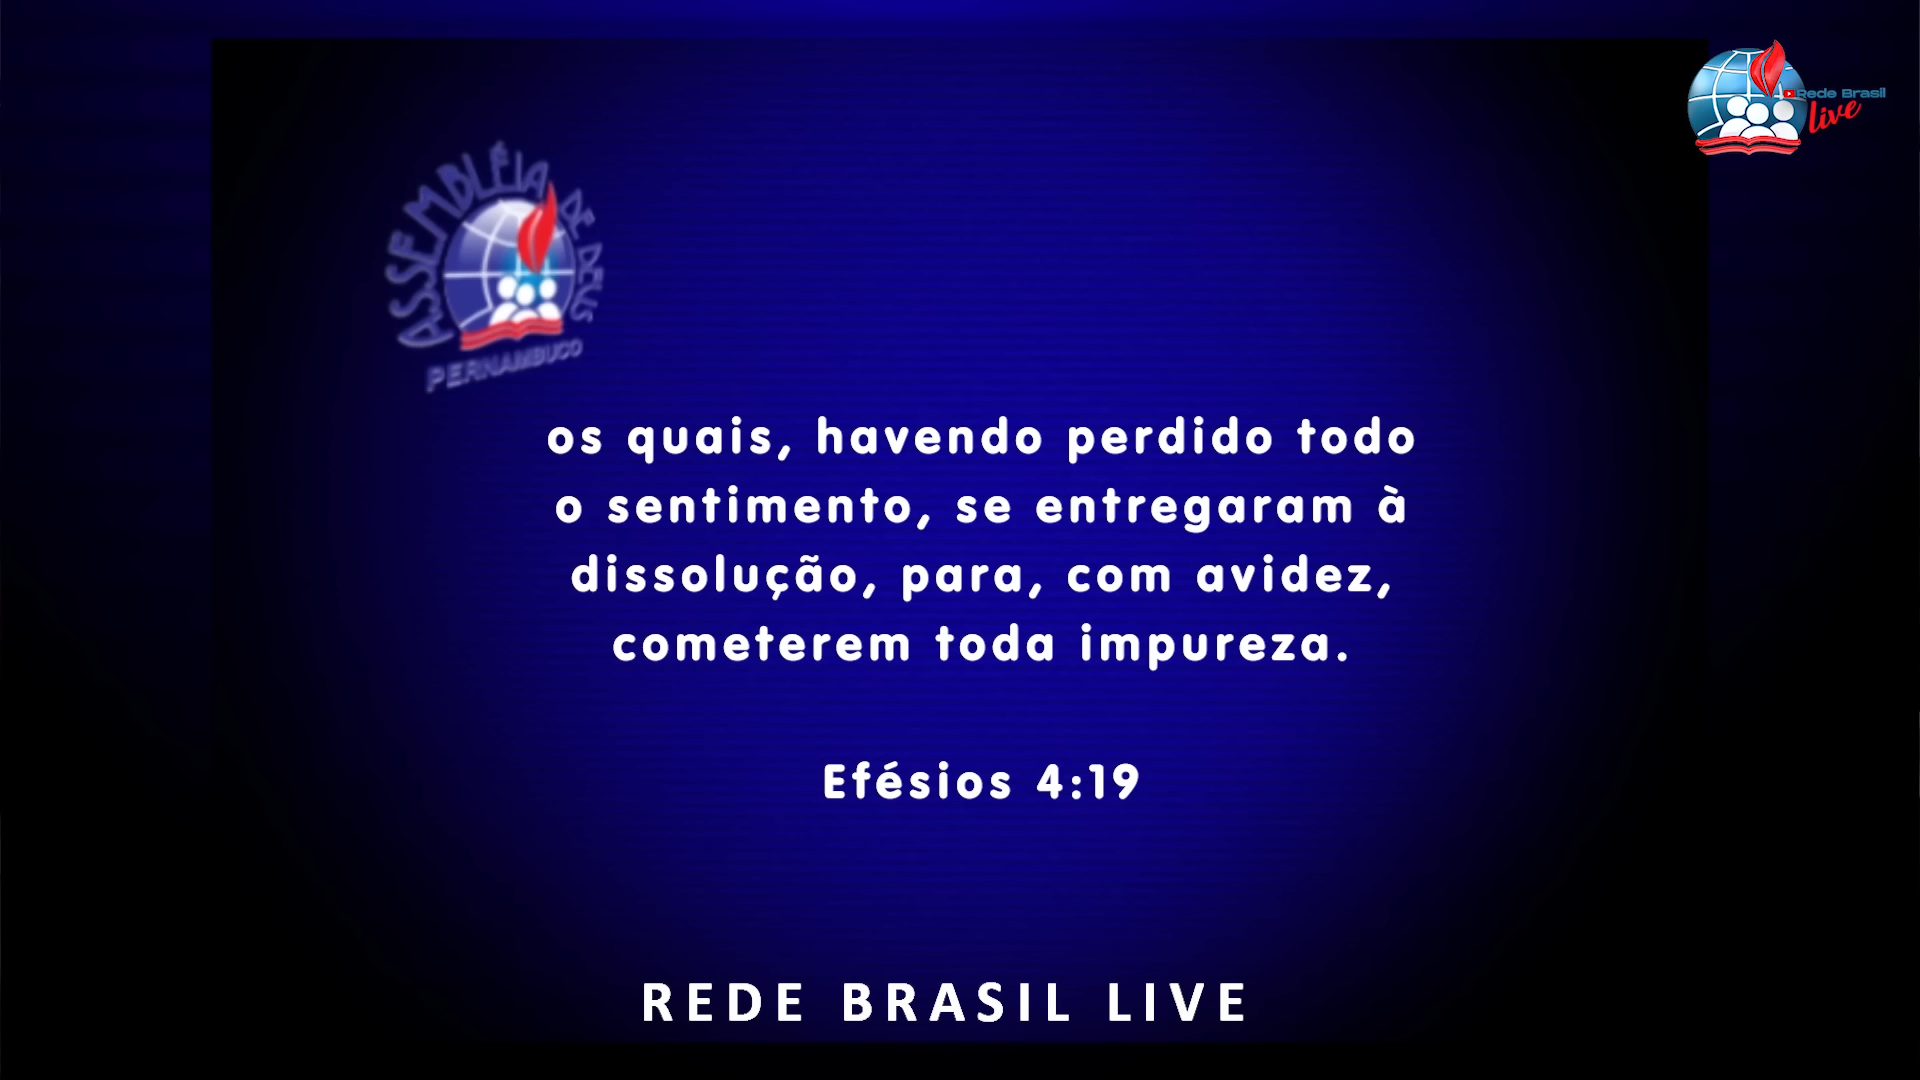 Rede Brasil
live
ASSEMBLÉIA DE DEUS
PERNAMBUCO
os quais, havendo perdido todo
o sentimento, se entregaram à
dissolução, para, com avidez,
cometerem toda impureza.
Efésios 4:19
REDE BRASIL LIVE